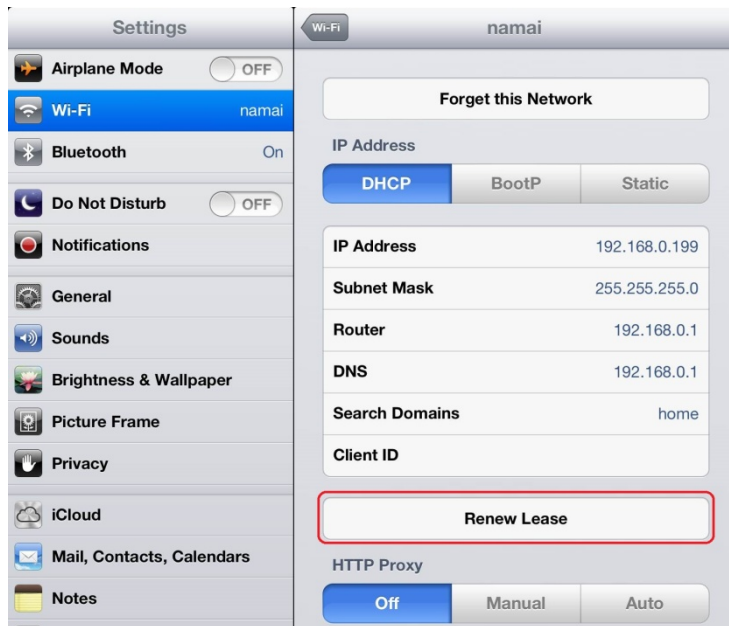 Settings
Airplane Mode OFF
Wi-Fi namai
Bluetooth On
Do Not Disturb OFF
Notifications
General
Sounds
Brightness & Wallpaper
Picture Frame
Privacy
iCloud
Mail, Contacts, Calendars
Notes
Wi-Fi namai
Forget this Network
IP Address
DHCP BootP Static
IP Address 192.168.0.199
Subnet Mask 255.255.255.0
Router 192.168.0.1
DNS 192.168.0.1
Search Domains home
Client ID
Renew Lease
HTTP Proxy
Off Manual Auto